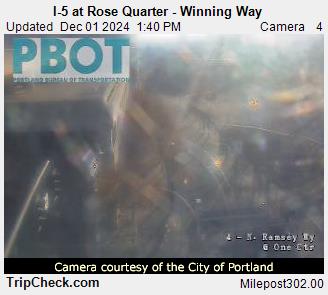 I-5 at Rose Quarter - Winning Way
Updated Dec 01 2024 1:40 PM Camera 4
PBOT
PORTLAND BUREAU OF TRANSPORTATION
4 - N. Ramsey Wy
@ One Ctr
Camera courtesy of the City of Portland
TripCheck.com Milepost302.00